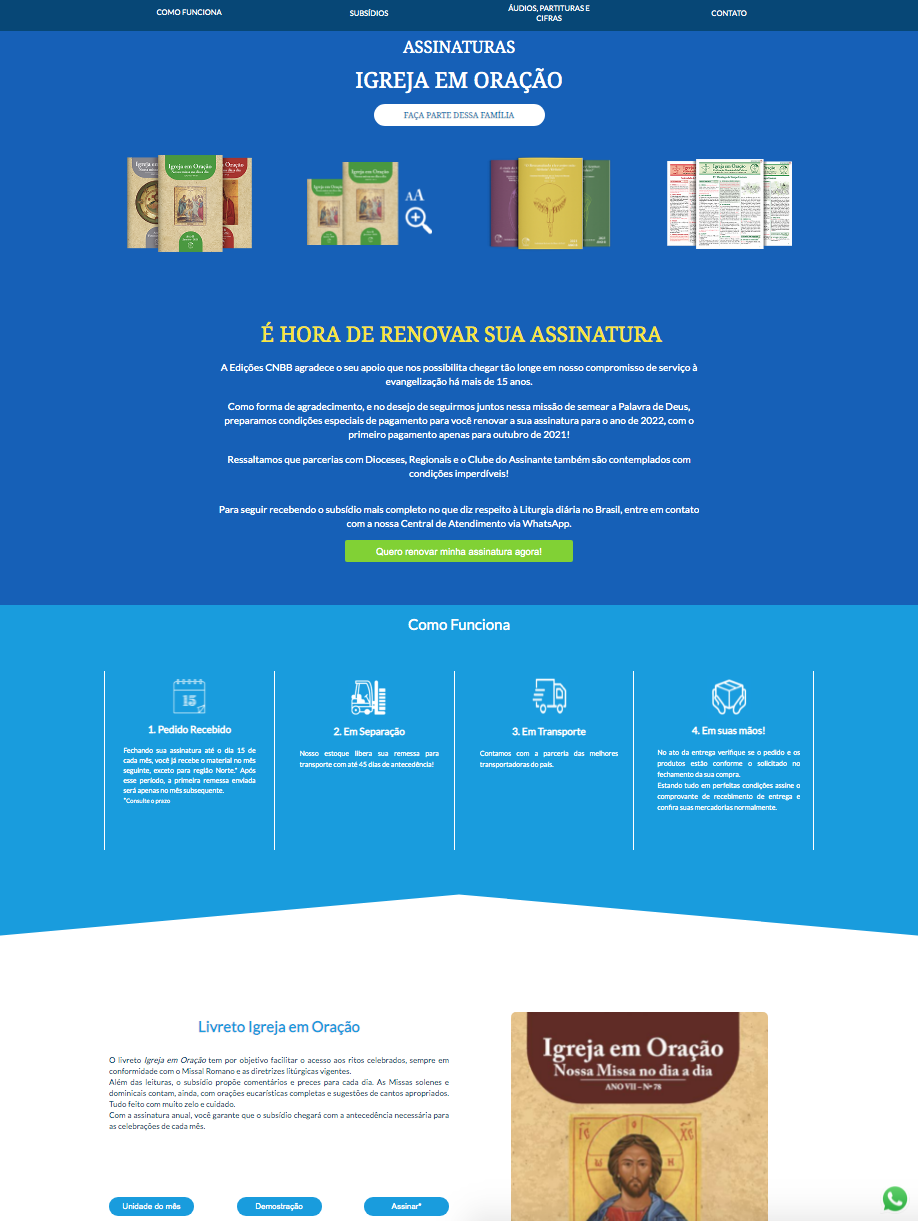 COMO FUNCIONA
SUBSÍDIOS
ÁUDIOS, PARTITURAS E
CIFRAS
CONTATO
ASSINATURAS
IGREJA EM ORAÇÃO
FAÇA PARTE DESSA FAMÍLIA
Igreja em Oração
AA
É HORA DE RENOVAR SUA ASSINATURA
A Edições CNBB agradece o seu apoio que nos possibilita chegar tão longe em nosso compromisso de serviço à
evangelização há mais de 15 anos.
Como forma de agradecimento, e no desejo de seguirmos juntos nessa missão de semear a Palavra de Deus,
preparamos condições especiais de pagamento para você renovar a sua assinatura para o ano de 2022, com o
primeiro pagamento apenas para outubro de 2021!
Ressaltamos que parcerias com Dioceses, Regionais e o Clube do Assinante também são contemplados com
condições imperdíveis!
Para seguir recebendo o subsídio mais completo no que diz respeito à Liturgia diária no Brasil, entre em contato
com a nossa Central de Atendimento via WhatsApp.
Quero renovar minha assinatura agora!
Como Funciona
15
1. Pedido Recebido
Fechando sua assinatura até o dia 15 de
cada mês, você já recebe o material no mês
seguinte, exceto para região Norte.* Após
esse período, a primeira remessa enviada
será apenas no mês subsequente.
*Consulte o prazo
2. Em Separação
Nosso estoque libera sua remessa para
transporte com até 45 dias de antecedência!
3. Em Transporte
Contamos com a parceria das melhores
transportadoras do país.
4. Em suas mãos!
No ato da entrega verifique se o pedido e os
produtos estão conforme o solicitado no
fechamento da sua compra.
Estando tudo em perfeitas condições assine o
comprovante de recebimento de entrega e
confira suas mercadorias normalmente.
Livreto Igreja em Oração
O livreto Igreja em Oração tem por objetivo facilitar o acesso aos ritos celebrados, sempre em
conformidade com o Missal Romano e as diretrizes litúrgicas vigentes.
Além das leituras, o subsídio propõe comentários e preces para cada dia. As Missas solenes e
dominicais contam, ainda, com orações eucarísticas completas e sugestões de cantos apropriados.
Tudo feito com muito zelo e cuidado.
Com a assinatura anual, você garante que o subsídio chegará com a antecedência necessária para
as celebrações de cada mês.
Unidade do mês
Demostração
Assinar*
Igreja em Oração
Nossa Missa no dia a dia
ANO VII – Nº 78
IC XC